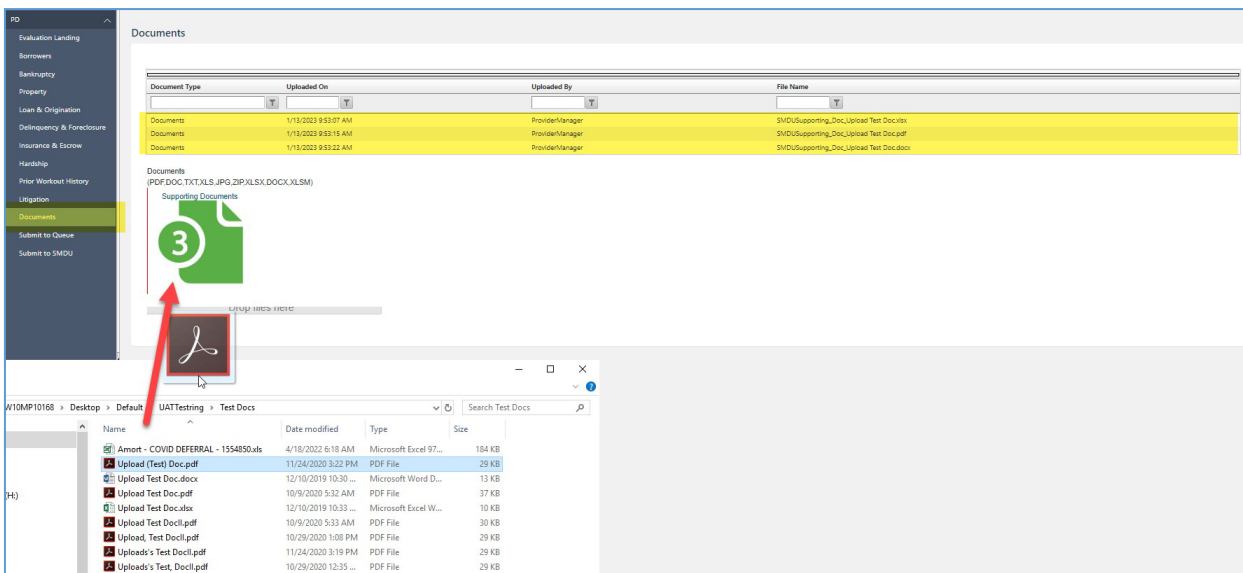 PD
Evaluation Landing
Borrowers
Bankruptcy
Property
Loan & Origination
Delinquency & Foreclosure
Insurance & Escrow
Hardship
Prior Workout History
Litigation
Documents
Submit to Queue
Submit to SMDU
Documents
Document Type Uploaded On Uploaded By File Name
Documents 1/13/2023 9:53:07 AM ProviderManager SMDUSupporting_Doc_Upload Test Doc.xlsx
Documents 1/13/2023 9:53:15 AM ProviderManager SMDUSupporting_Doc_Upload Test Doc.pdf
Documents 1/13/2023 9:53:22 AM ProviderManager SMDUSupporting_Doc_Upload Test Doc.docx
Documents
(PDF,DOC,TXT,XLS,JPG,ZIP,XLSX,DOCX,XLSM)
Supporting Documents
3
Drop files here
W10MP10168 > Desktop > Default UATTestring > Test Docs Search Test Docs
Name Date modified Type Size
Amort - COVID DEFERRAL - 1554850.xls 4/18/2022 6:18 AM Microsoft Excel 97... 184 KB
Upload (Test) Doc.pdf 11/24/2020 3:22 PM PDF File 29 KB
Upload Test Doc.docx 12/10/2019 10:30 ... Microsoft Word D... 13 KB
(H:) Upload Test Doc.pdf 10/9/2020 5:32 AM PDF File 37 KB
Upload Test Doc.xlsx 12/10/2019 10:33 ... Microsoft Excel W... 10 KB
Upload Test DocII.pdf 10/9/2020 5:33 AM PDF File 30 KB
Upload, Test DocII.pdf 10/29/2020 1:08 PM PDF File 29 KB
Uploads's Test DocII.pdf 11/24/2020 3:19 PM PDF File 29 KB
Uploads's Test, DocII.pdf 10/29/2020 12:35 ... PDF File 29 KB